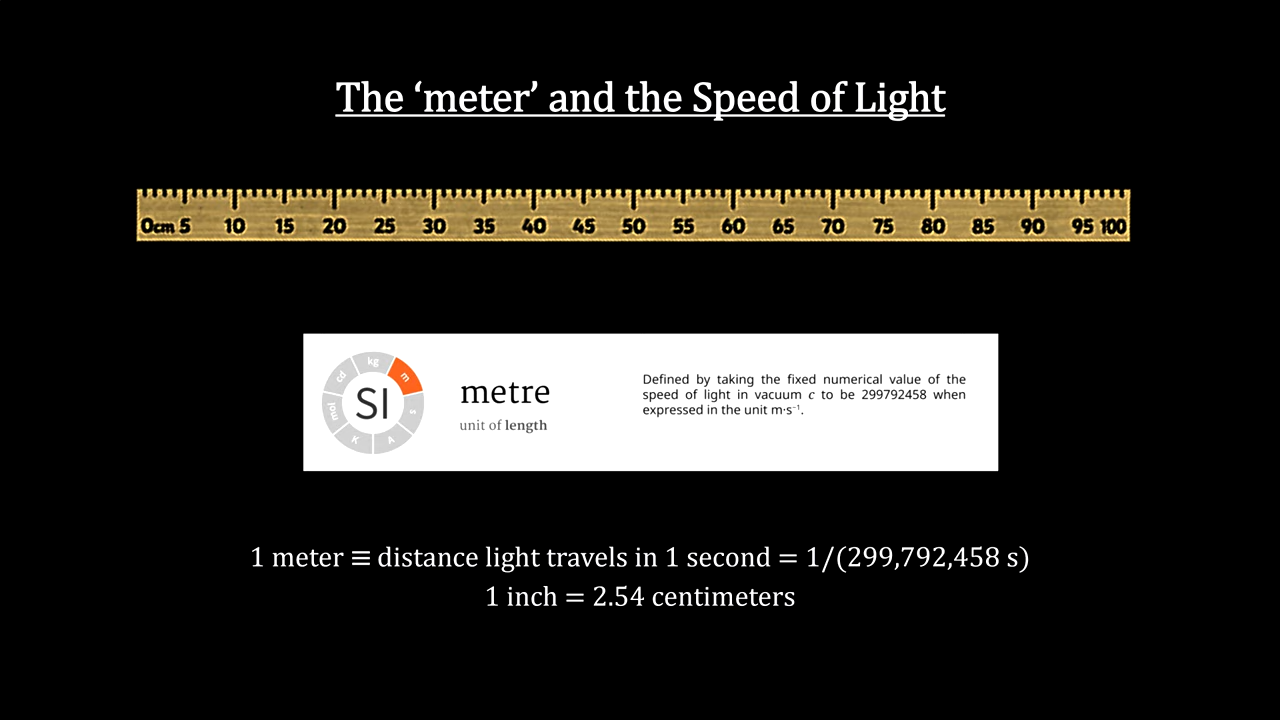 The ‘meter’ and the Speed of Light
0cm 5 10 15 20 25 30 35 40 45 50 55 60 65 70 75 80 85 90 95 100
kg
cd m
SI
mol s
K A
metre
unit of length
Defined by taking the fixed numerical value of the
speed of light in vacuum c to be 299792458 when
expressed in the unit m·s⁻¹.
1 meter ≡ distance light travels in 1 second = 1/(299,792,458 s)
1 inch = 2.54 centimeters